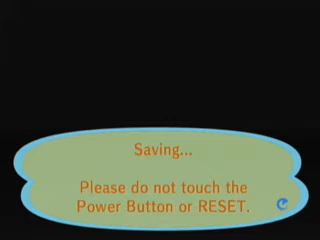 Saving...
Please do not touch the
Power Button or RESET.